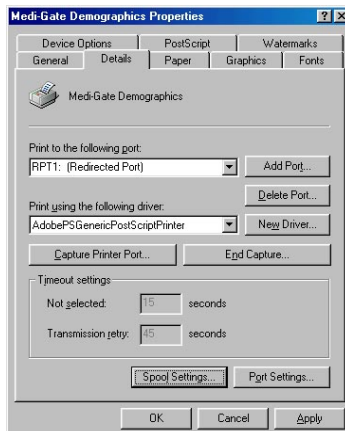 Medi-Gate Demographics Properties
Device Options PostScript Watermarks
General Details Paper Graphics Fonts
Medi-Gate Demographics
Print to the following port:
RPT1: (Redirected Port) Add Port...
Delete Port...
Print using the following driver:
AdobePSGenericPostScriptPrinter New Driver...
Capture Printer Port... End Capture...
Timeout settings
Not selected: 15 seconds
Transmission retry: 45 seconds
Spool Settings... Port Settings...
OK Cancel Apply